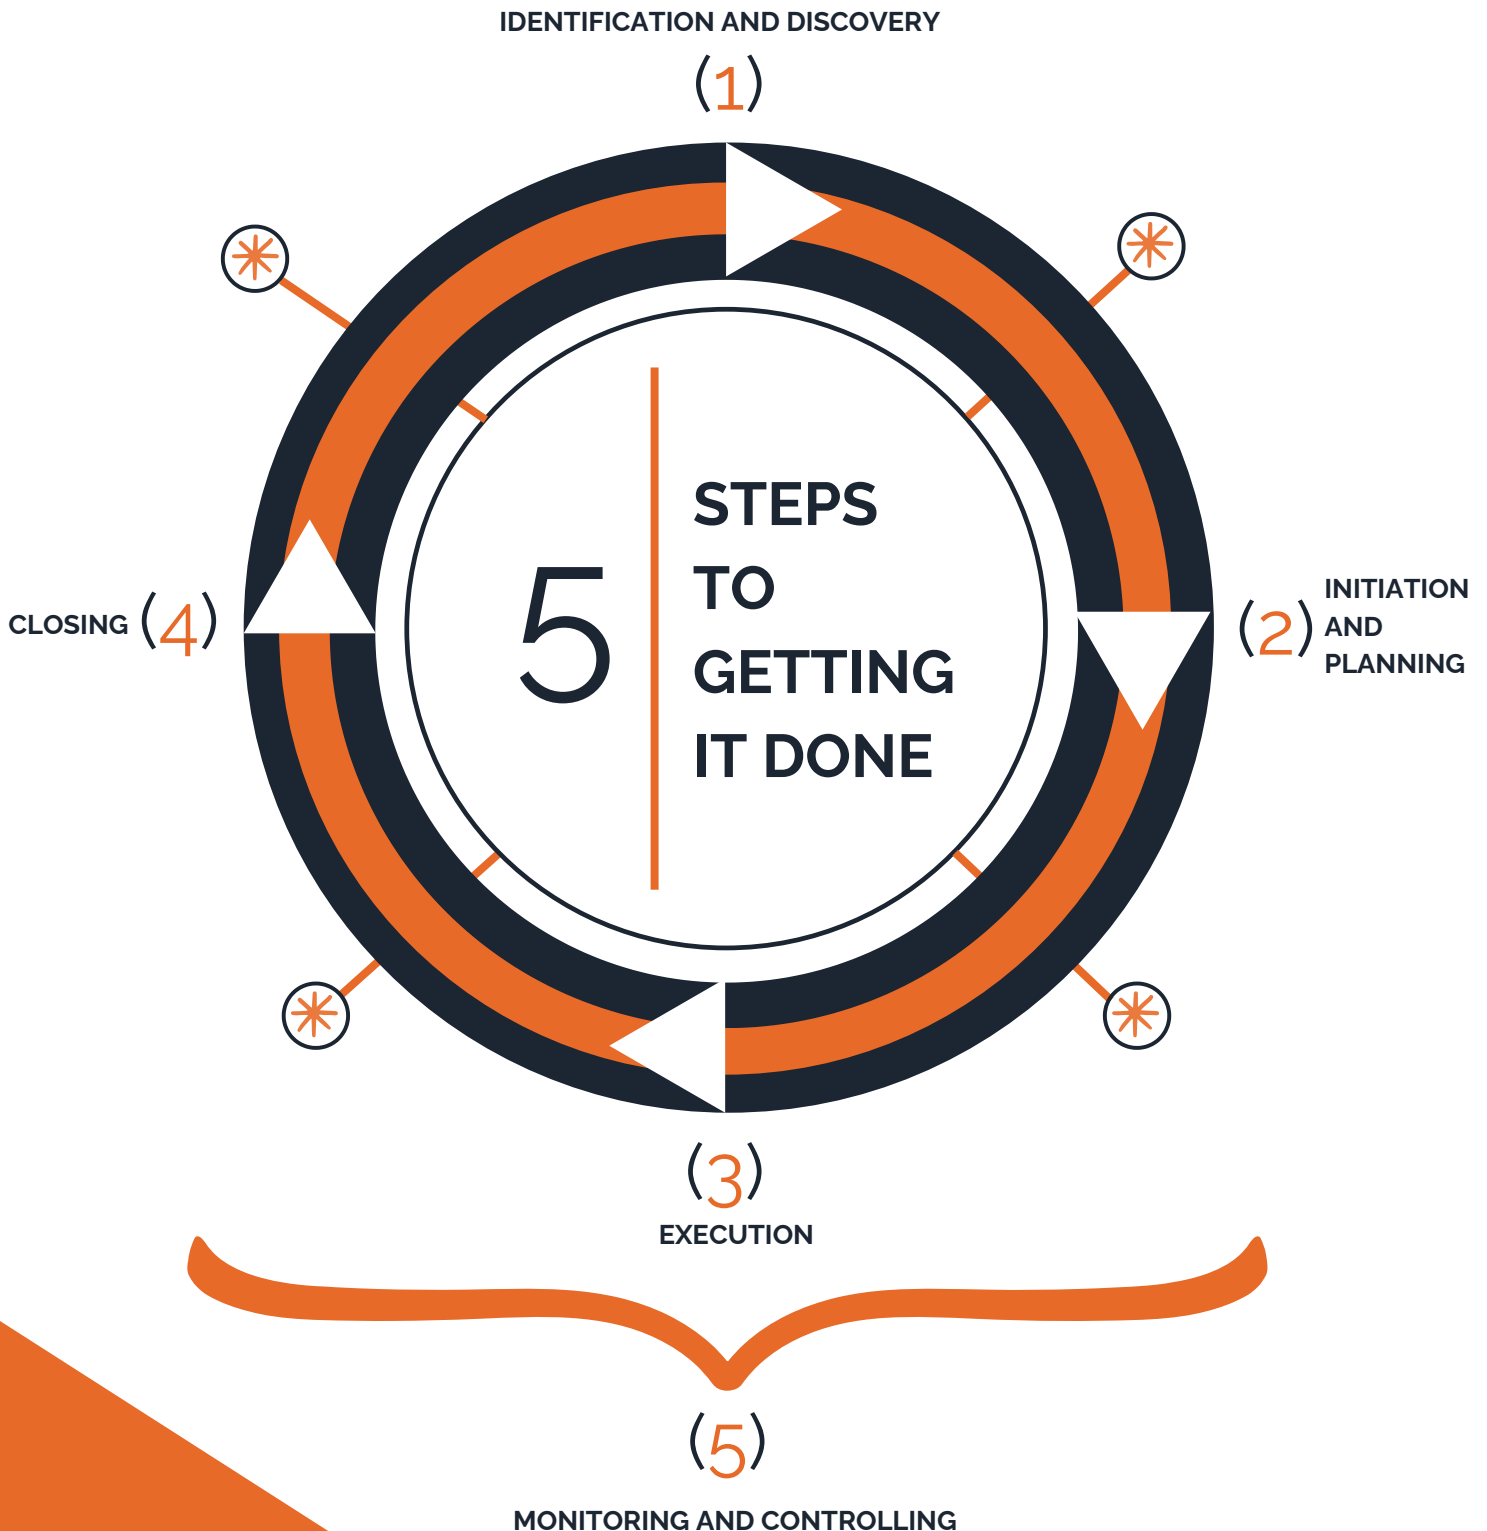 IDENTIFICATION AND DISCOVERY
(1)
5
STEPS
TO
GETTING
IT DONE
(2)
INITIATION
AND
PLANNING
(3)
EXECUTION
CLOSING (4)
(5)
MONITORING AND CONTROLLING